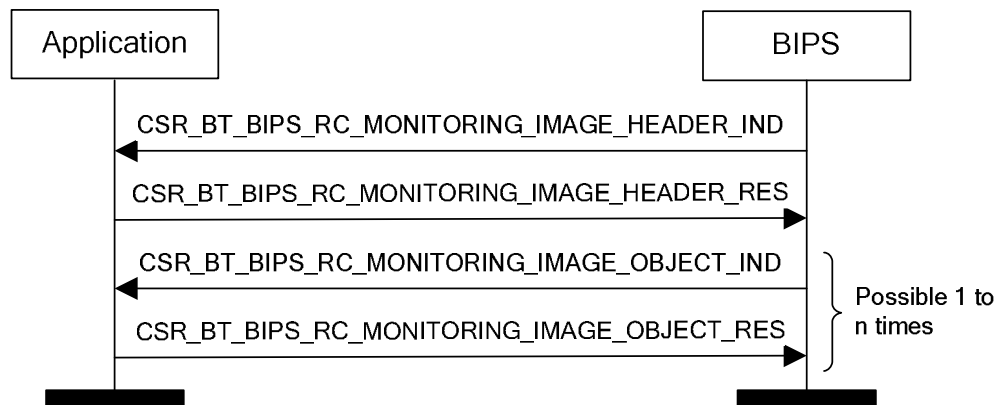 Application
BIPS
CSR_BT_BIPS_RC_MONITORING_IMAGE_HEADER_IND
CSR_BT_BIPS_RC_MONITORING_IMAGE_HEADER_RES
CSR_BT_BIPS_RC_MONITORING_IMAGE_OBJECT_IND
CSR_BT_BIPS_RC_MONITORING_IMAGE_OBJECT_RES
Possible 1 to
n times